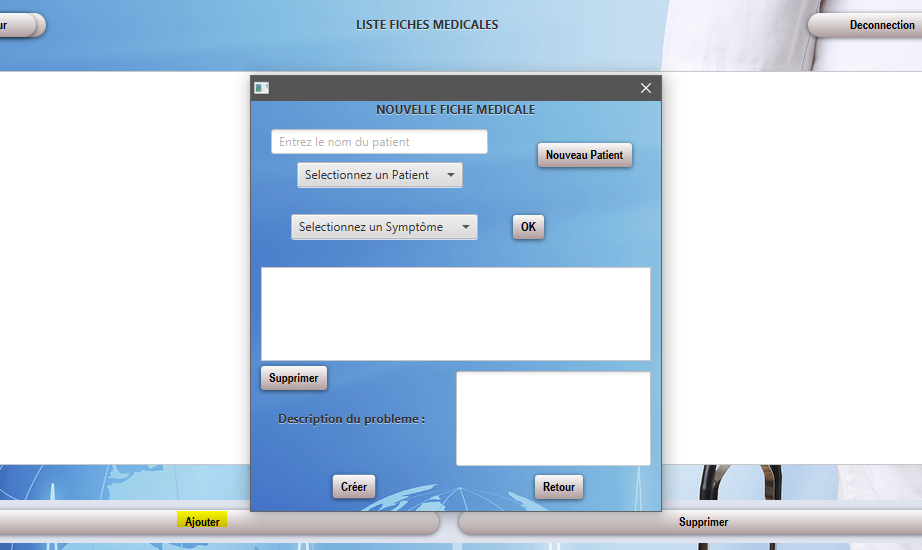 ur
LISTE FICHES MEDICALES
Deconnection
NOUVELLE FICHE MEDICALE
Entrez le nom du patient
Nouveau Patient
Selectionnez un Patient
Selectionnez un Symptôme
OK
Supprimer
Description du probleme :
Créer
Retour
Ajouter
Supprimer